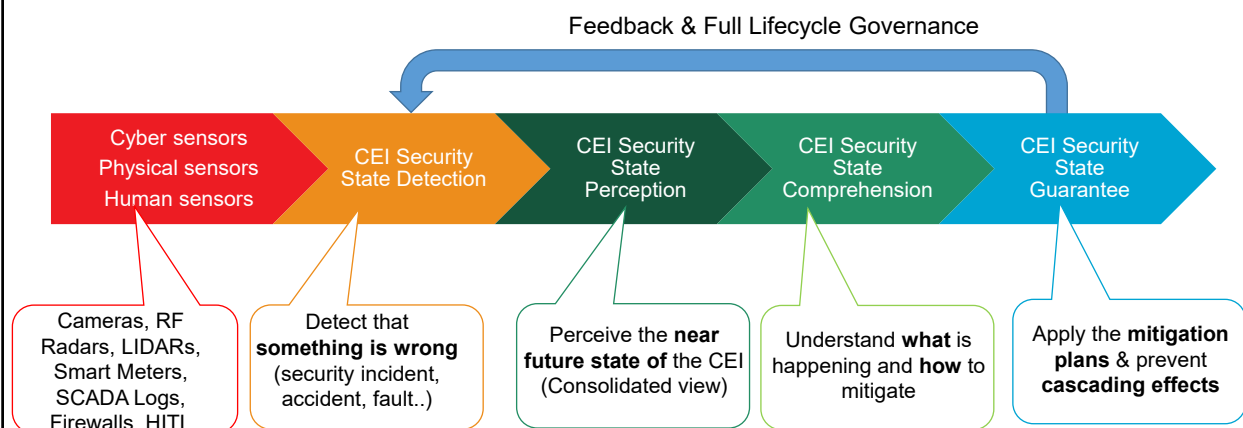 Feedback & Full Lifecycle Governance
Cyber sensors
Physical sensors
Human sensors
CEI Security
State Detection
CEI Security
State
Perception
CEI Security
State
Comprehension
CEI Security
State
Guarantee
Cameras, RF
Radars, LIDARs,
Smart Meters,
SCADA Logs,
Firewalls, HITL
Detect that
something is wrong
(security incident,
accident, fault..)
Perceive the near
future state of the CEI
(Consolidated view)
Understand what is
happening and how to
mitigate
Apply the mitigation
plans & prevent
cascading effects